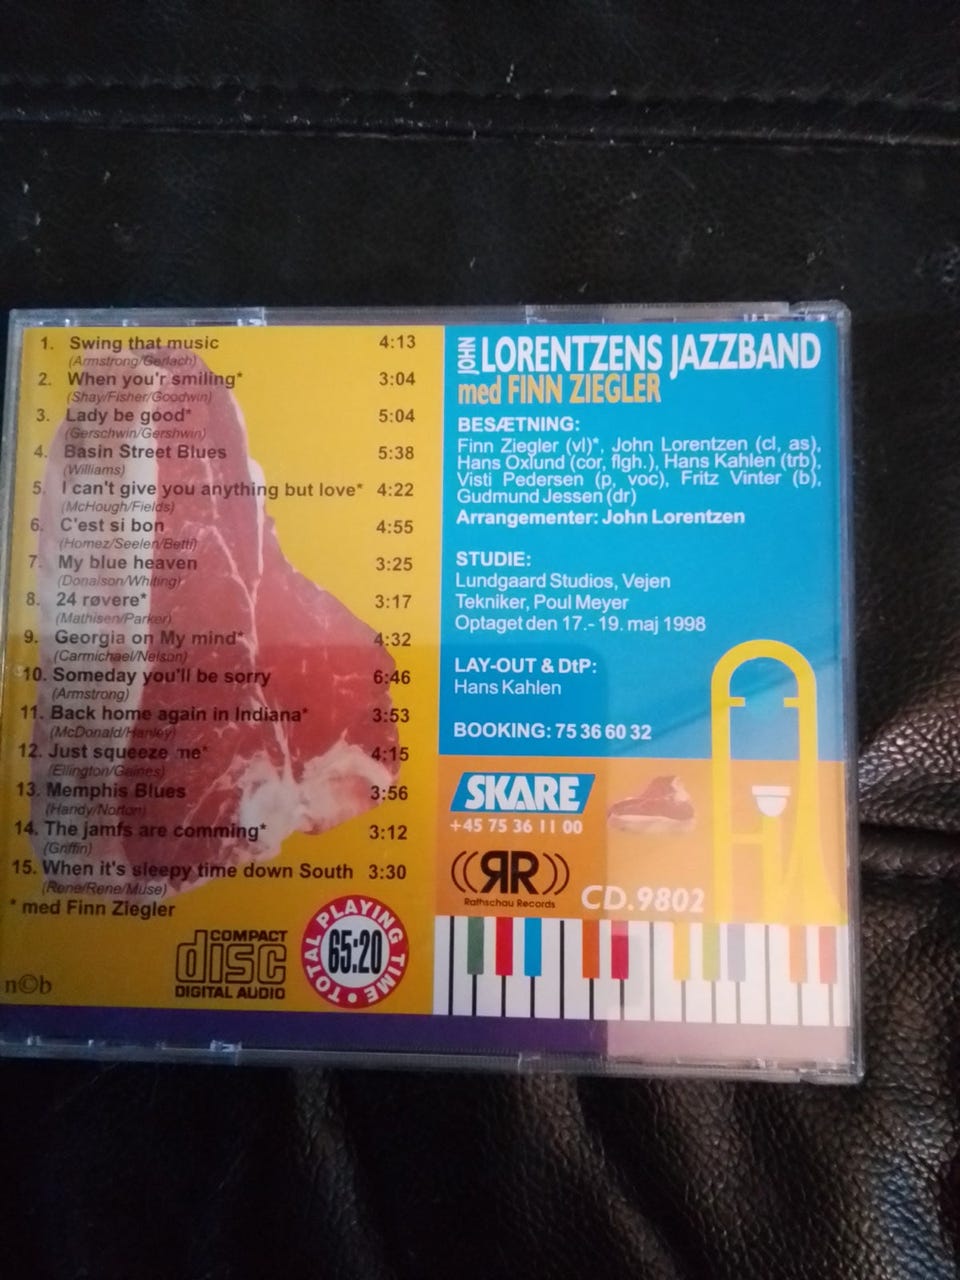 1. Swing that music 4:13
(Armstrong/Gerlach)
2. When you'r smiling* 3:04
(Shay/Fisher/Goodwin)
3. Lady be good* 5:04
(Gerschwin/Gershwin)
4. Basin Street Blues 5:38
(Williams)
5. I can't give you anything but love* 4:22
(McHough/Fields)
6. C'est si bon 4:55
(Homez/Seelen/Betti)
7. My blue heaven 3:25
(Donalson/Whiting)
8. 24 røvere* 3:17
(Mathisen/Parker)
9. Georgia on My mind* 4:32
(Carmichael/Nelson)
10. Someday you'll be sorry 6:46
(Armstrong)
11. Back home again in Indiana* 3:53
(McDonald/Hanley)
12. Just squeeze me* 4:15
(Ellington/Gaines)
13. Memphis Blues 3:56
(Handy/Norton)
14. The jamfs are comming* 3:12
(Griffin)
15. When it's sleepy time down South 3:30
(Rene/Rene/Muse)
* med Finn Ziegler
COMPACT
disc
DIGITAL AUDIO
TOTAL PLAYING TIME
65:20
n©b
JOHN LORENTZENS JAZZBAND
med FINN ZIEGLER
BESÆTNING:
Finn Ziegler (vl)*, John Lorentzen (cl, as),
Hans Oxlund (cor, flgh.), Hans Kahlen (trb),
Visti Pedersen (p, voc), Fritz Vinter (b),
Gudmund Jessen (dr)
Arrangementer: John Lorentzen
STUDIE:
Lundgaard Studios, Vejen
Tekniker, Poul Meyer
Optaget den 17.- 19. maj 1998
LAY-OUT & DtP:
Hans Kahlen
BOOKING: 75 36 60 32
SKARE
+45 75 36 11 00
RR
Rathschau Records
CD.9802